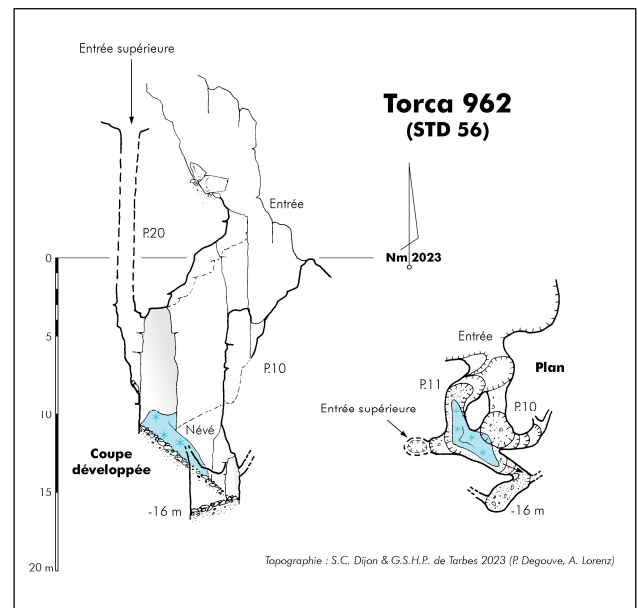 Entrée supérieure
Torca 962
(STD 56)
Entrée
P.20
Nm 2023
0
5
10
15
20 m
P.10
Névé
Coupe
développée
-16 m
Entrée
Plan
P.11
P.10
Entrée supérieure
-16 m
Topographie : S.C. Dijon & G.S.H.P. de Tarbes 2023 (P. Degouve, A. Lorenz)